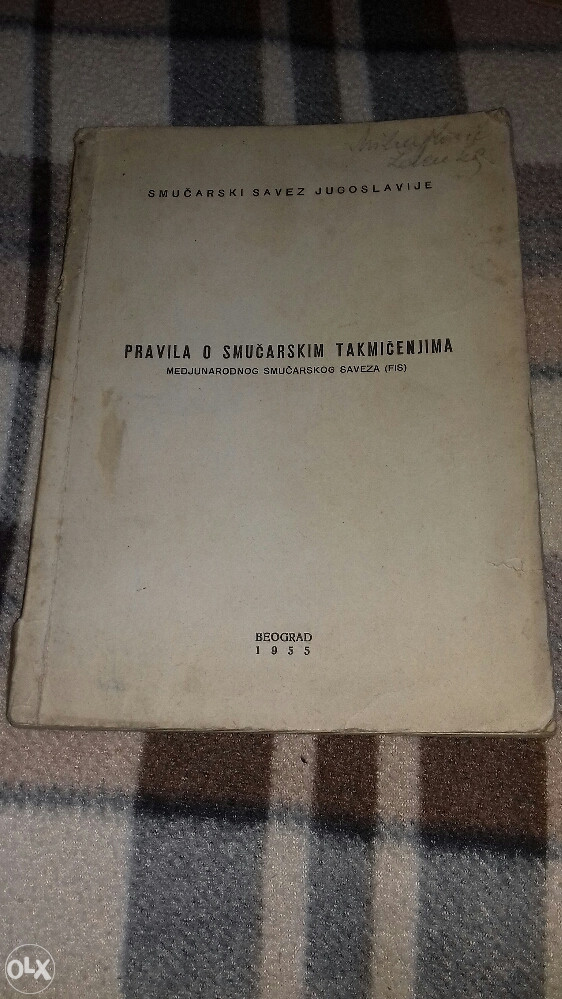 SMUČARSKI SAVEZ JUGOSLAVIJE
PRAVILA O SMUČARSKIM TAKMIČENJIMA
MEDJUNARODNOG SMUČARSKOG SAVEZA (FIS)
BEOGRAD
1955
OLX